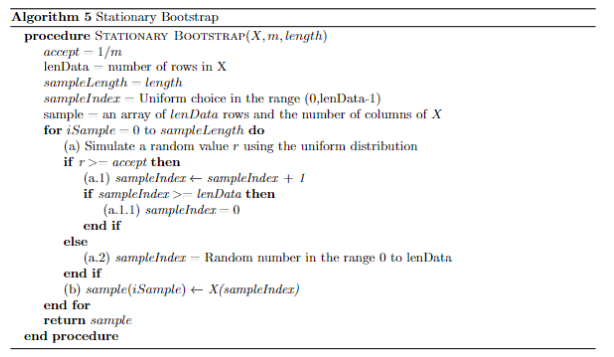 Algorithm 5 Stationary Bootstrap
procedure STATIONARY BOOTSTRAP(X, m, length)
accept = 1/m
lenData = number of rows in X
sampleLength = length
sampleIndex = Uniform choice in the range (0,lenData-1)
sample = an array of lenData rows and the number of columns of X
for iSample = 0 to sampleLength do
(a) Simulate a random value r using the uniform distribution
if r >= accept then
(a.1) sampleIndex ← sampleIndex + 1
if sampleIndex >= lenData then
(a.1.1) sampleIndex = 0
end if
else
(a.2) sampleIndex = Random number in the range 0 to lenData
end if
(b) sample(iSample) ← X(sampleIndex)
end for
return sample
end procedure